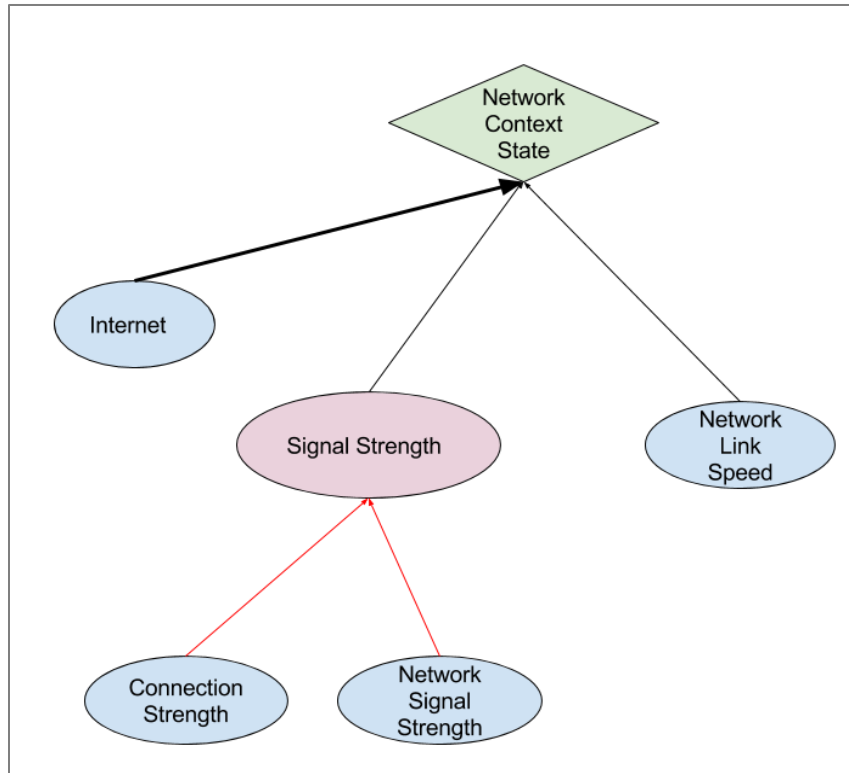 Network
Context
State
Internet
Signal Strength
Network
Link
Speed
Connection
Strength
Network
Signal
Strength